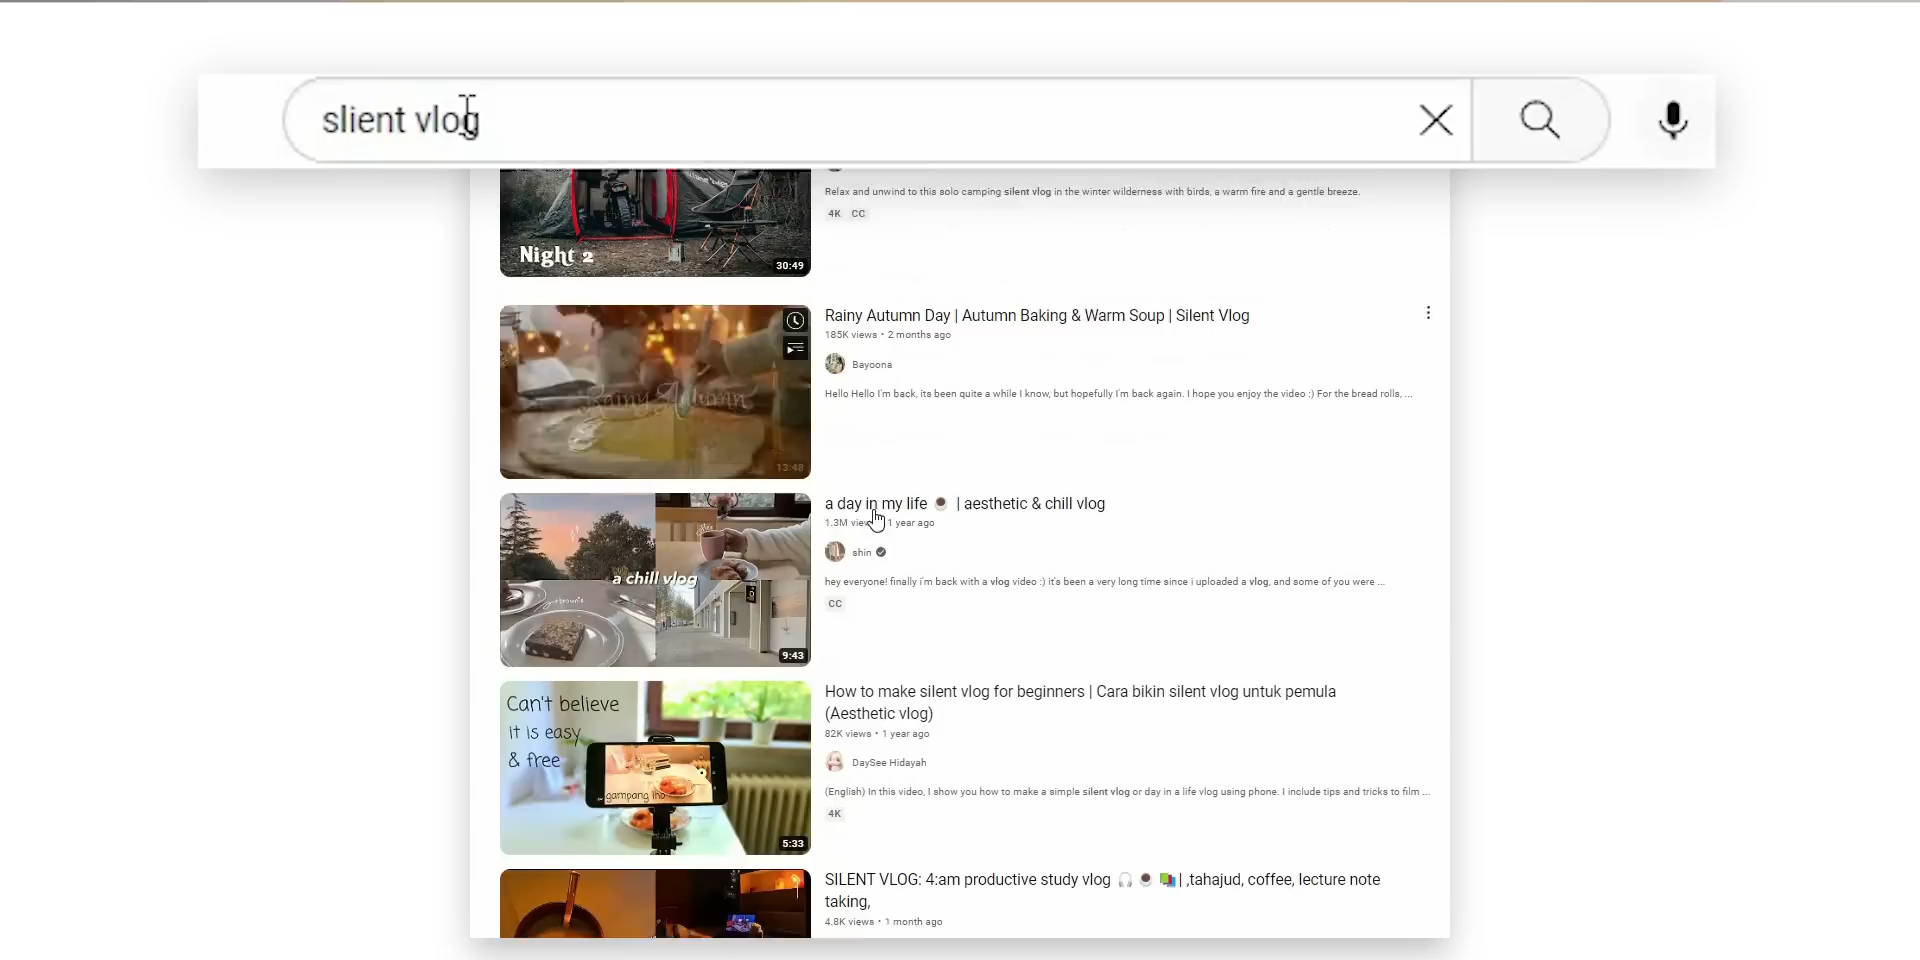 slient vlog
Relax and unwind to this solo camping silent vlog in the winter wilderness with birds, a warm fire and a gentle breeze.
4K CC
Night 2
30:49
Rainy Autumn Day | Autumn Baking & Warm Soup | Silent Vlog
185K views • 2 months ago
Bayoona
Hello Hello I'm back, its been quite a while I know, but hopefully I'm back again. I hope you enjoy the video :) For the bread rolls, ...
Rainy Autumn
13:48
a day in my life ☕ | aesthetic & chill vlog
1.3M 1 year ago
shin
hey everyone! finally i'm back with a vlog video :) it's been a very long time since i uploaded a vlog, and some of you were ...
CC
coffee
a chill vlog
brownie
9:43
How to make silent vlog for beginners | Cara bikin silent vlog untuk pemula
(Aesthetic vlog)
82K views • 1 year ago
DaySee Hidayah
(English) In this video, I show you how to make a simple silent vlog or day in a life vlog using phone. I include tips and tricks to film ...
4K
Can't believe
it is easy
& free
gampang lho
5:33
SILENT VLOG: 4:am productive study vlog 🎧 ☕ 📚 | ,tahajud, coffee, lecture note
taking,
4.8K views • 1 month ago